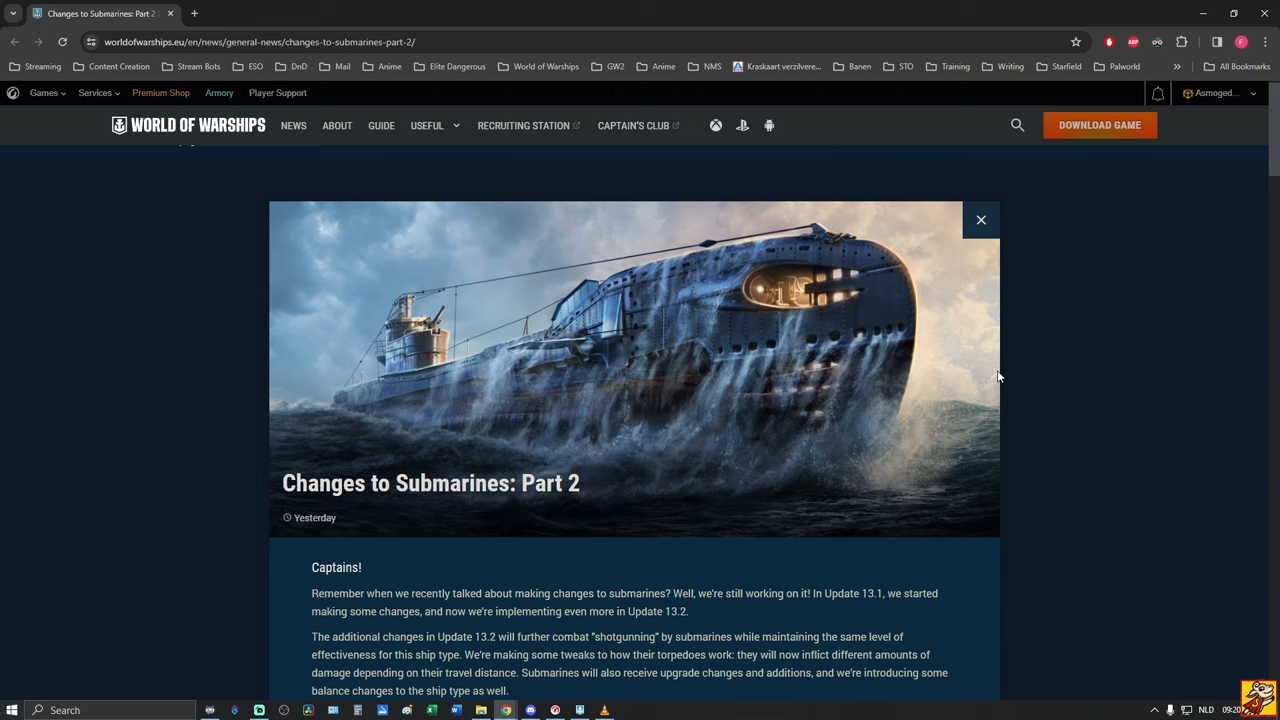 Changes to Submarines: Part 2
worldofwarships.eu/en/news/general-news/changes-to-submarines-part-2/
Streaming Content Creation Stream Bots ESO DnD Mail Anime Elite Dangerous World of Warships GW2 Anime NMS Kraskaart verzilvere... Banen STO Training Writing Starfield Palworld » All Bookmarks
Games Services Premium Shop Armory Player Support Asmoged...
WORLD OF WARSHIPS NEWS ABOUT GUIDE USEFUL RECRUITING STATION CAPTAIN'S CLUB DOWNLOAD GAME
Changes to Submarines: Part 2
Yesterday
Captains!
Remember when we recently talked about making changes to submarines? Well, we're still working on it! In Update 13.1, we started
making some changes, and now we're implementing even more in Update 13.2.
The additional changes in Update 13.2 will further combat "shotgunning" by submarines while maintaining the same level of
effectiveness for this ship type. We're making some tweaks to how their torpedoes work: they will now inflict different amounts of
damage depending on their travel distance. Submarines will also receive upgrade changes and additions, and we're introducing some
balance changes to the ship type as well.
Search NLD